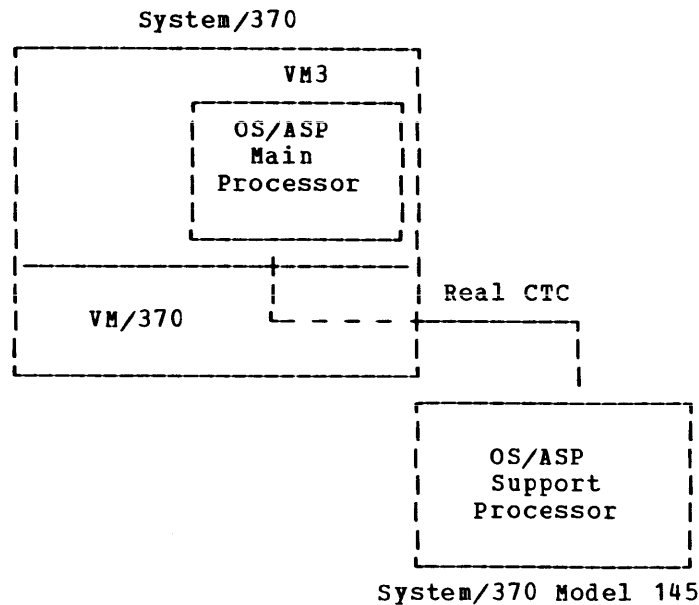 System/370
VM3
OS/ASP
Main
Processor
VM/370
Real CTC
OS/ASP
Support
Processor
System/370 Model 145